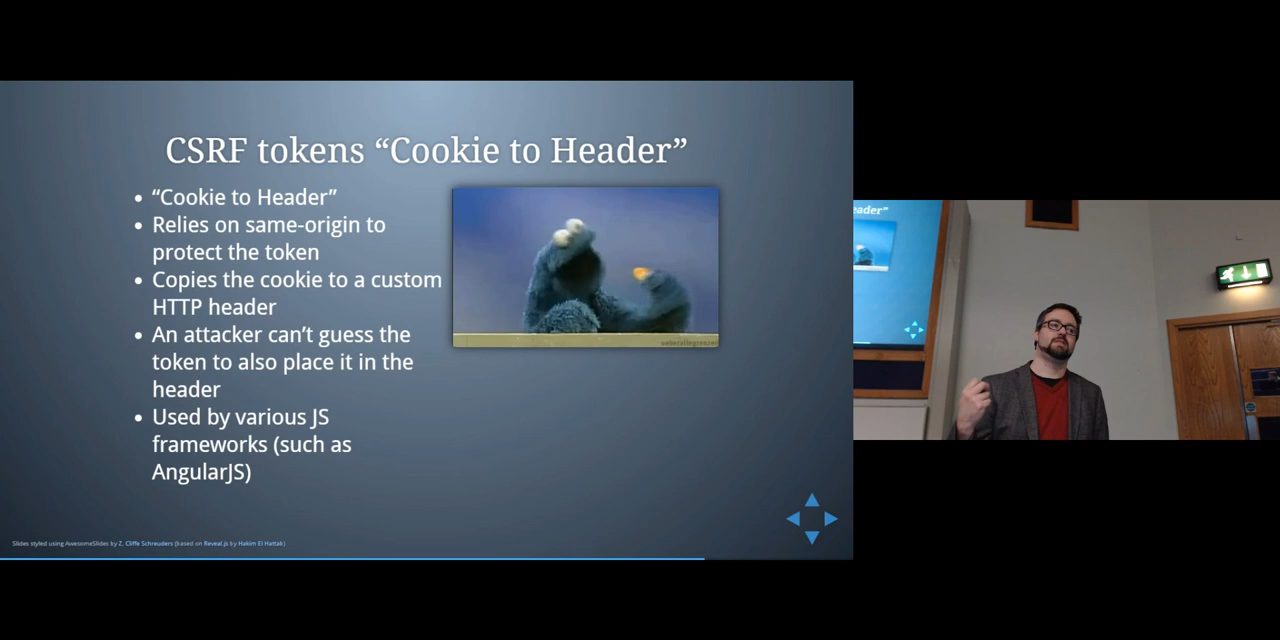 CSRF tokens “Cookie to Header”
• “Cookie to Header”
• Relies on same-origin to
protect the token
• Copies the cookie to a custom
HTTP header
• An attacker can’t guess the
token to also place it in the
header
• Used by various JS
frameworks (such as
AngularJS)
Slides styled using AwesomeSlides by Z. Cliffe Schreuders (based on Reveal.js by Hakim El Hattab)
eader”